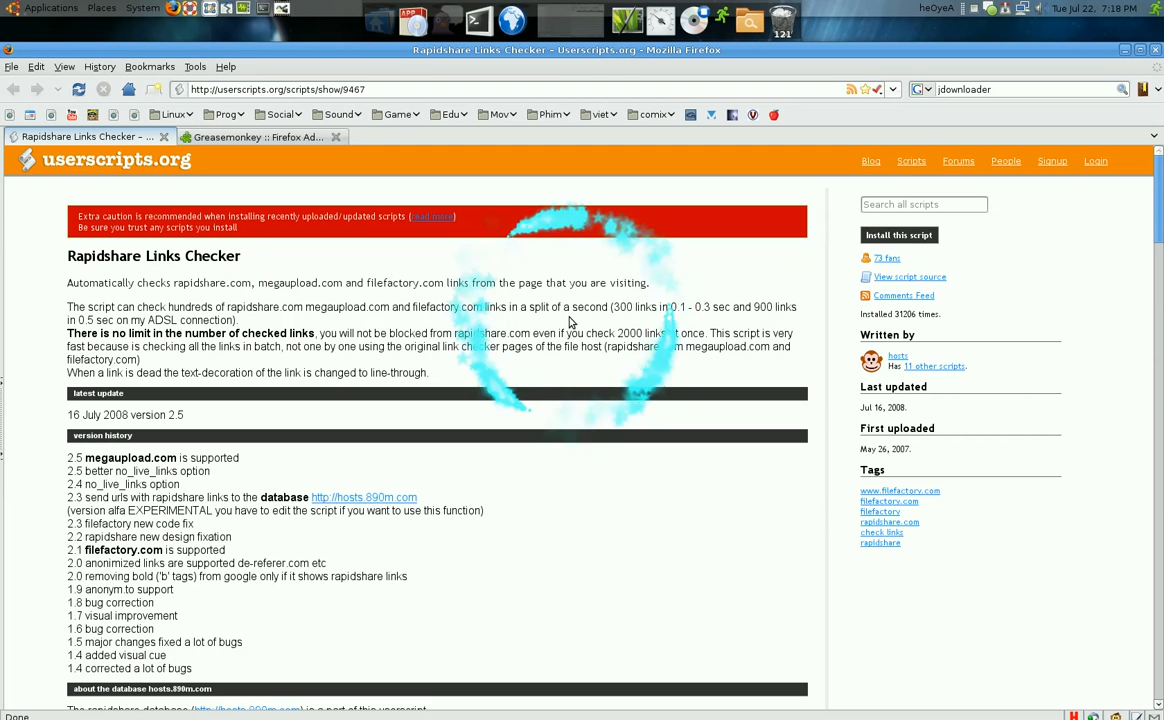 Applications Places System
heOyeA
Tue Jul 22, 7:18 PM
121
Rapidshare Links Checker – Userscripts.org – Mozilla Firefox
File Edit View History Bookmarks Tools Help
http://userscripts.org/scripts/show/9467
jdownloader
Linux Prog Social Sound Game Edu Mov Phim viet comix
Rapidshare Links Checker – ...
Greasemonkey :: Firefox Ad...
userscripts.org
Blog Scripts Forums People Signup Login
Extra caution is recommended when installing recently uploaded/updated scripts (read more)
Be sure you trust any scripts you install
Rapidshare Links Checker
Automatically checks rapidshare.com, megaupload.com and filefactory.com links from the page that you are visiting.
The script can check hundreds of rapidshare.com megaupload.com and filefactory.com links in a split of a second (300 links in 0.1 - 0.3 sec and 900 links
in 0.5 sec on my ADSL connection).
There is no limit in the number of checked links, you will not be blocked from rapidshare.com even if you check 2000 links at once. This script is very
fast because is checking all the links in batch, not one by one using the original link checker pages of the file host (rapidshare.com megaupload.com and
filefactory.com)
When a link is dead the text-decoration of the link is changed to line-through.
latest update
16 July 2008 version 2.5
version history
2.5 megaupload.com is supported
2.5 better no_live_links option
2.4 no_live_links option
2.3 send urls with rapidshare links to the database http://hosts.890m.com
(version alfa EXPERIMENTAL you have to edit the script if you want to use this function)
2.3 filefactory new code fix
2.2 rapidshare new design fixation
2.1 filefactory.com is supported
2.0 anonimized links are supported de-referer.com etc
2.0 removing bold ('b' tags) from google only if it shows rapidshare links
1.9 anonym.to support
1.8 bug correction
1.7 visual improvement
1.6 bug correction
1.5 major changes fixed a lot of bugs
1.4 added visual cue
1.4 corrected a lot of bugs
about the database hosts.890m.com
The rapidshare database (http://hosts.890m.com) is a part of this userscript
Search all scripts
Install this script
73 fans
View script source
Comments Feed
Installed 31206 times.
Written by
hosts
Has 11 other scripts.
Last updated
Jul 16, 2008.
First uploaded
May 26, 2007.
Tags
www.filefactory.com
filefactory.com
filefactory
rapidshare.com
check links
rapidshare
Done